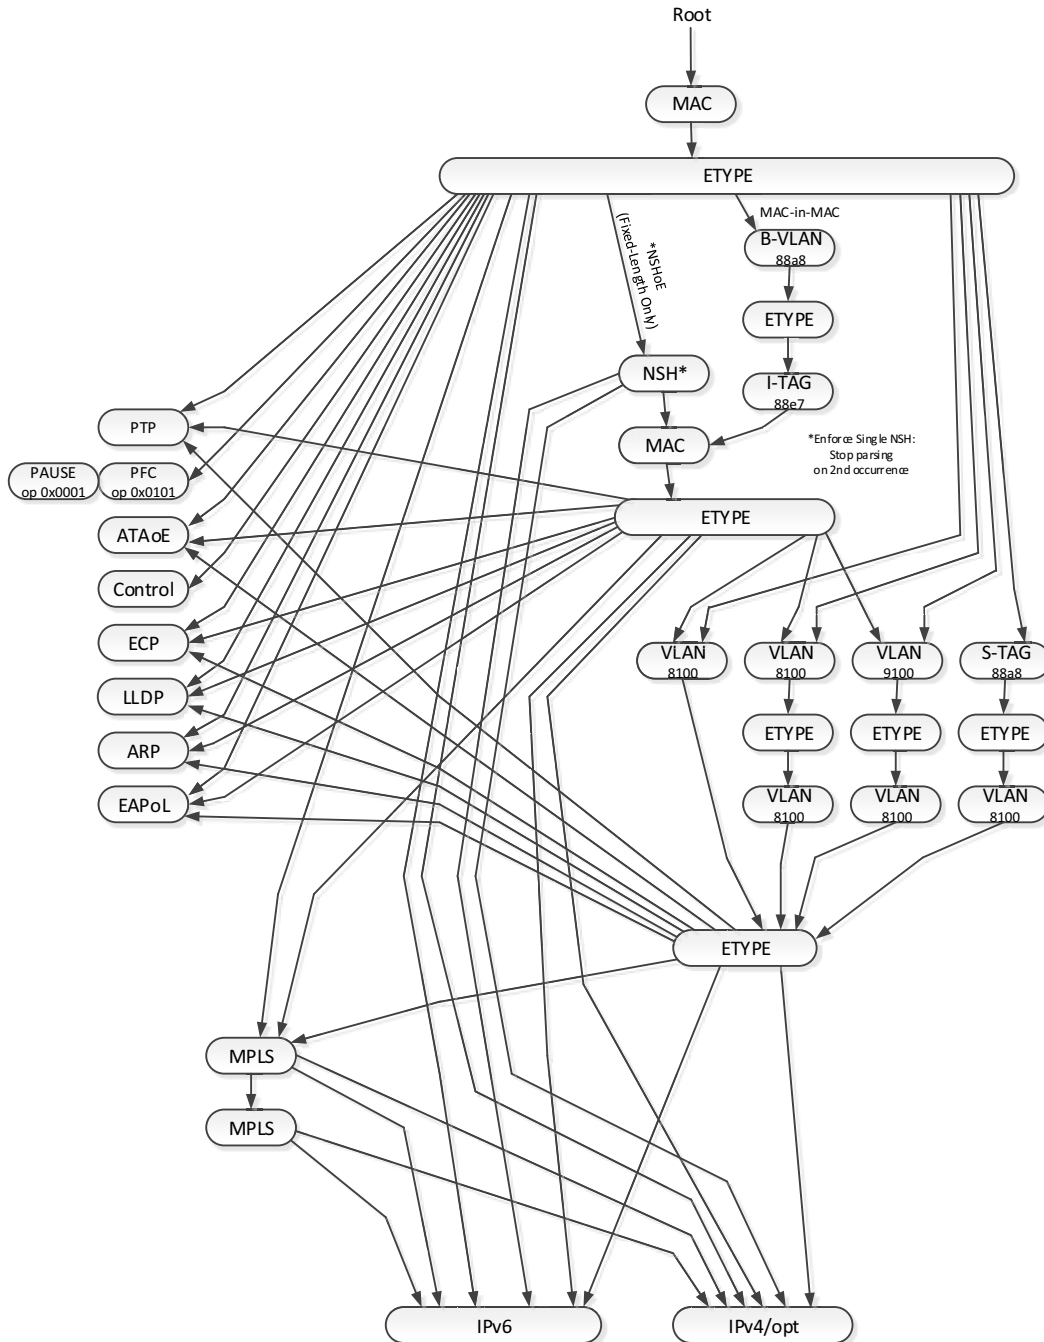 Root
MAC
ETYPE
MAC-in-MAC
B-VLAN
88a8
*NSHoE
(Fixed-Length Only)
ETYPE
NSH*
I-TAG
88e7
PTP
MAC
*Enforce Single NSH:
Stop parsing
on 2nd occurrence
PAUSE
op 0x0001
PFC
op 0x0101
ETYPE
ATAoE
Control
ECP
VLAN
8100
VLAN
8100
VLAN
9100
S-TAG
88a8
LLDP
ETYPE
ETYPE
ETYPE
ARP
EAPoL
VLAN
8100
VLAN
8100
VLAN
8100
ETYPE
MPLS
MPLS
IPv6
IPv4/opt